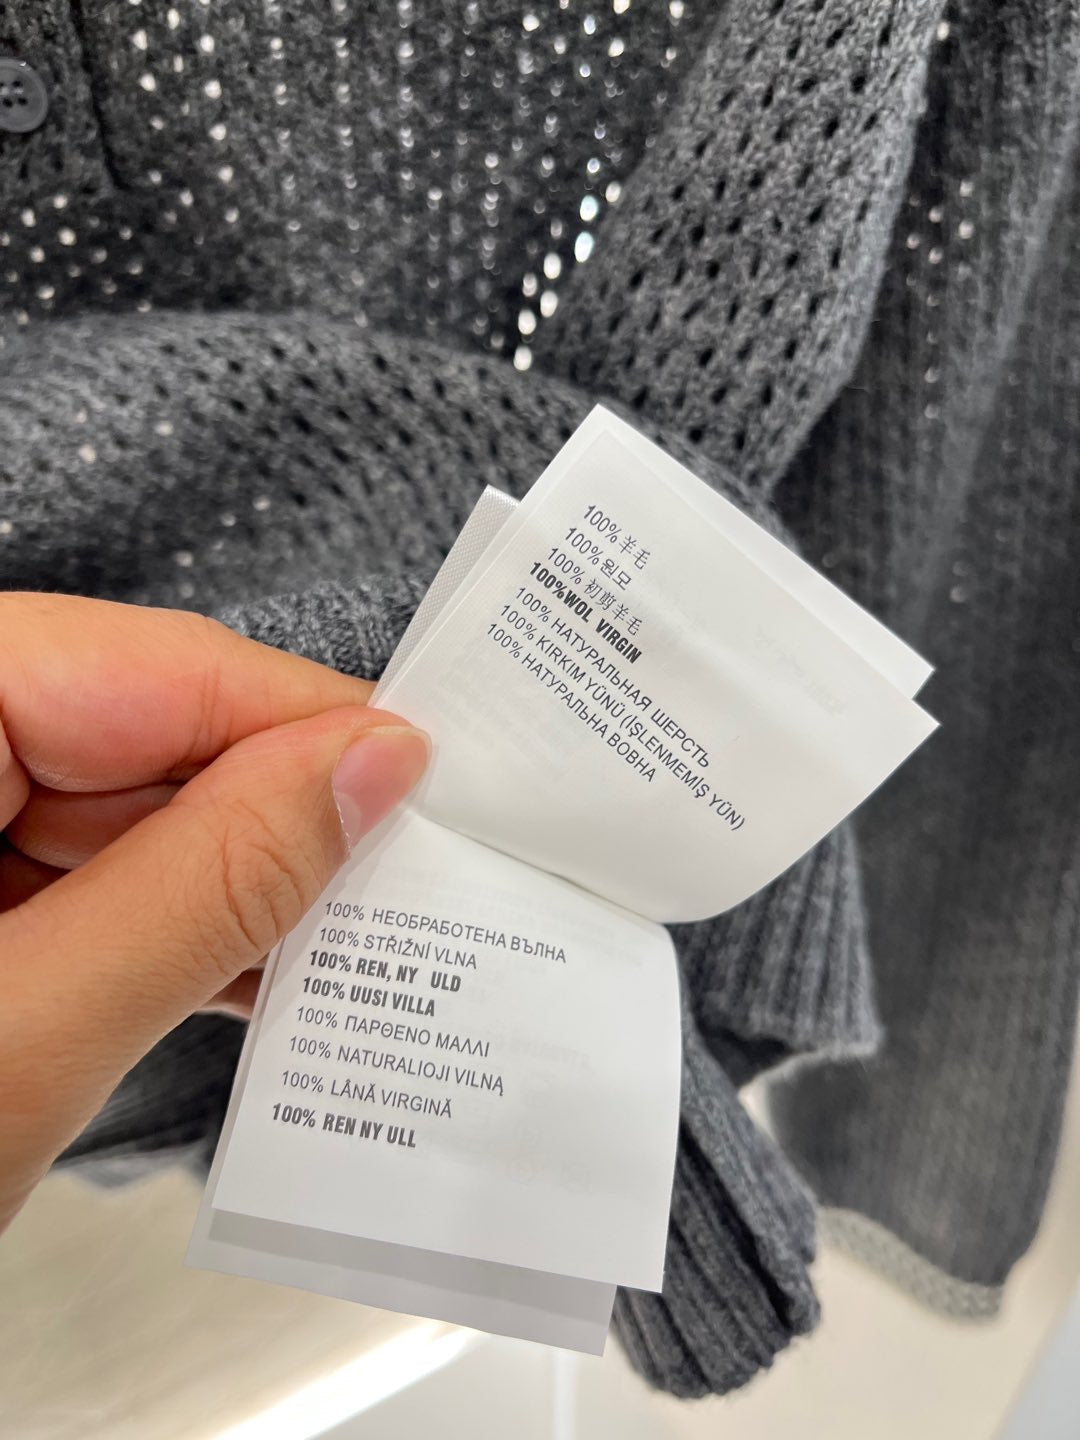 100% 羊毛
100% 원모
100% 初剪羊毛
100%WOL VIRGIN
100% НАТУРАЛЬНАЯ ШЕРСТЬ
100% KIRKIM YÜNÜ (İŞLENMEMİŞ YÜN)
100% НАТУРАЛЬНА ВОВНА
100% НЕОБРАБОТЕНА ВЪЛНА
100% STŘIŽNÍ VLNA
100% REN, NY ULD
100% UUSI VILLA
100% ΠΑΡΘΕΝΟ ΜΑΛΛΙ
100% NATURALIOJI VILNĄ
100% LÂNĂ VIRGINĂ
100% REN NY ULL